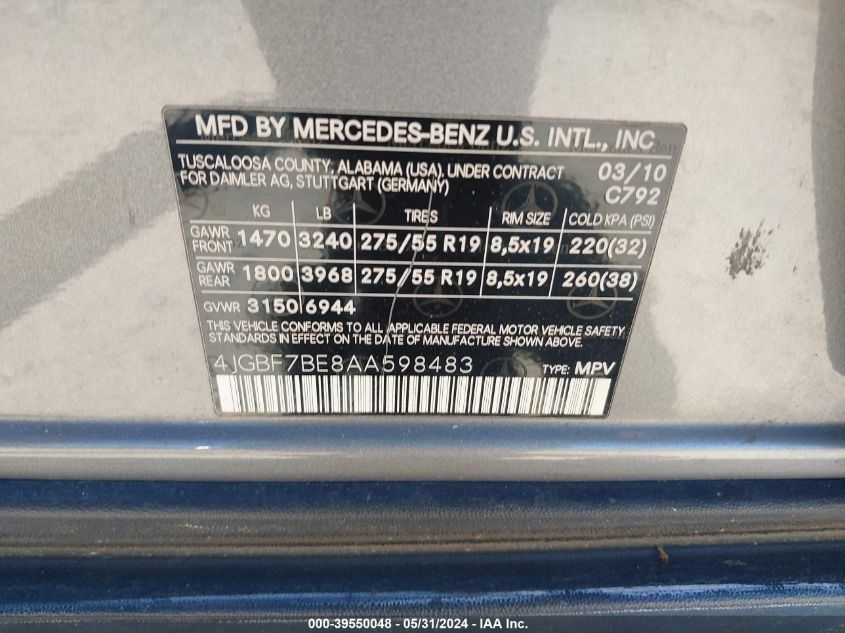 MFD BY MERCEDES-BENZ U.S. INTL., INC
TUSCALOOSA COUNTY, ALABAMA (USA), UNDER CONTRACT 03/10
FOR DAIMLER AG, STUTTGART (GERMANY) C792
KG LB TIRES RIM SIZE COLD KPA (PSI)
GAWR FRONT 1470 3240 275/55 R19 8,5x19 220(32)
GAWR REAR 1800 3968 275/55 R19 8,5x19 260(38)
GVWR 3150 6944
THIS VEHICLE CONFORMS TO ALL APPLICABLE FEDERAL MOTOR VEHICLE SAFETY
STANDARDS IN EFFECT ON THE DATE OF MANUFACTURE SHOWN ABOVE.
4JGBF7BE8AA598483 TYPE: MPV
000-39550048 - 05/31/2024 - IAA Inc.